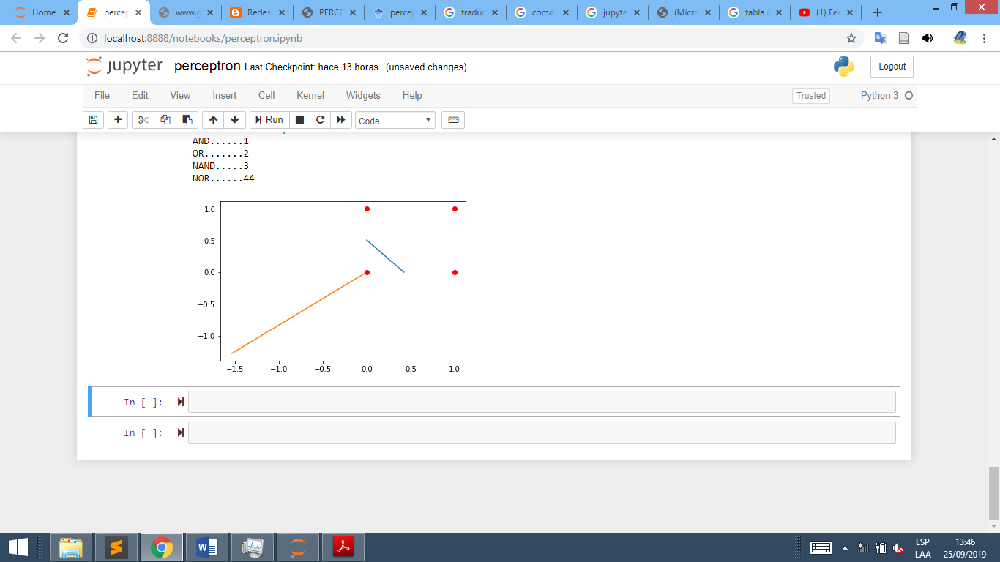 Home
percep
www.g
Redes
PERCE
percep
traduc
como
jupyte
(Micro
tabla
(1) Fee
localhost:8888/notebooks/perceptron.ipynb
jupyter perceptron Last Checkpoint: hace 13 horas (unsaved changes)
Logout
File Edit View Insert Cell Kernel Widgets Help
Trusted
Python 3
Run
Code
AND......1
OR.......2
NAND.....3
NOR......44
1.0
0.5
0.0
−0.5
−1.0
−1.5 −1.0 −0.5 0.0 0.5 1.0
In [ ]:
In [ ]:
ESP 13:46
LAA 25/09/2019